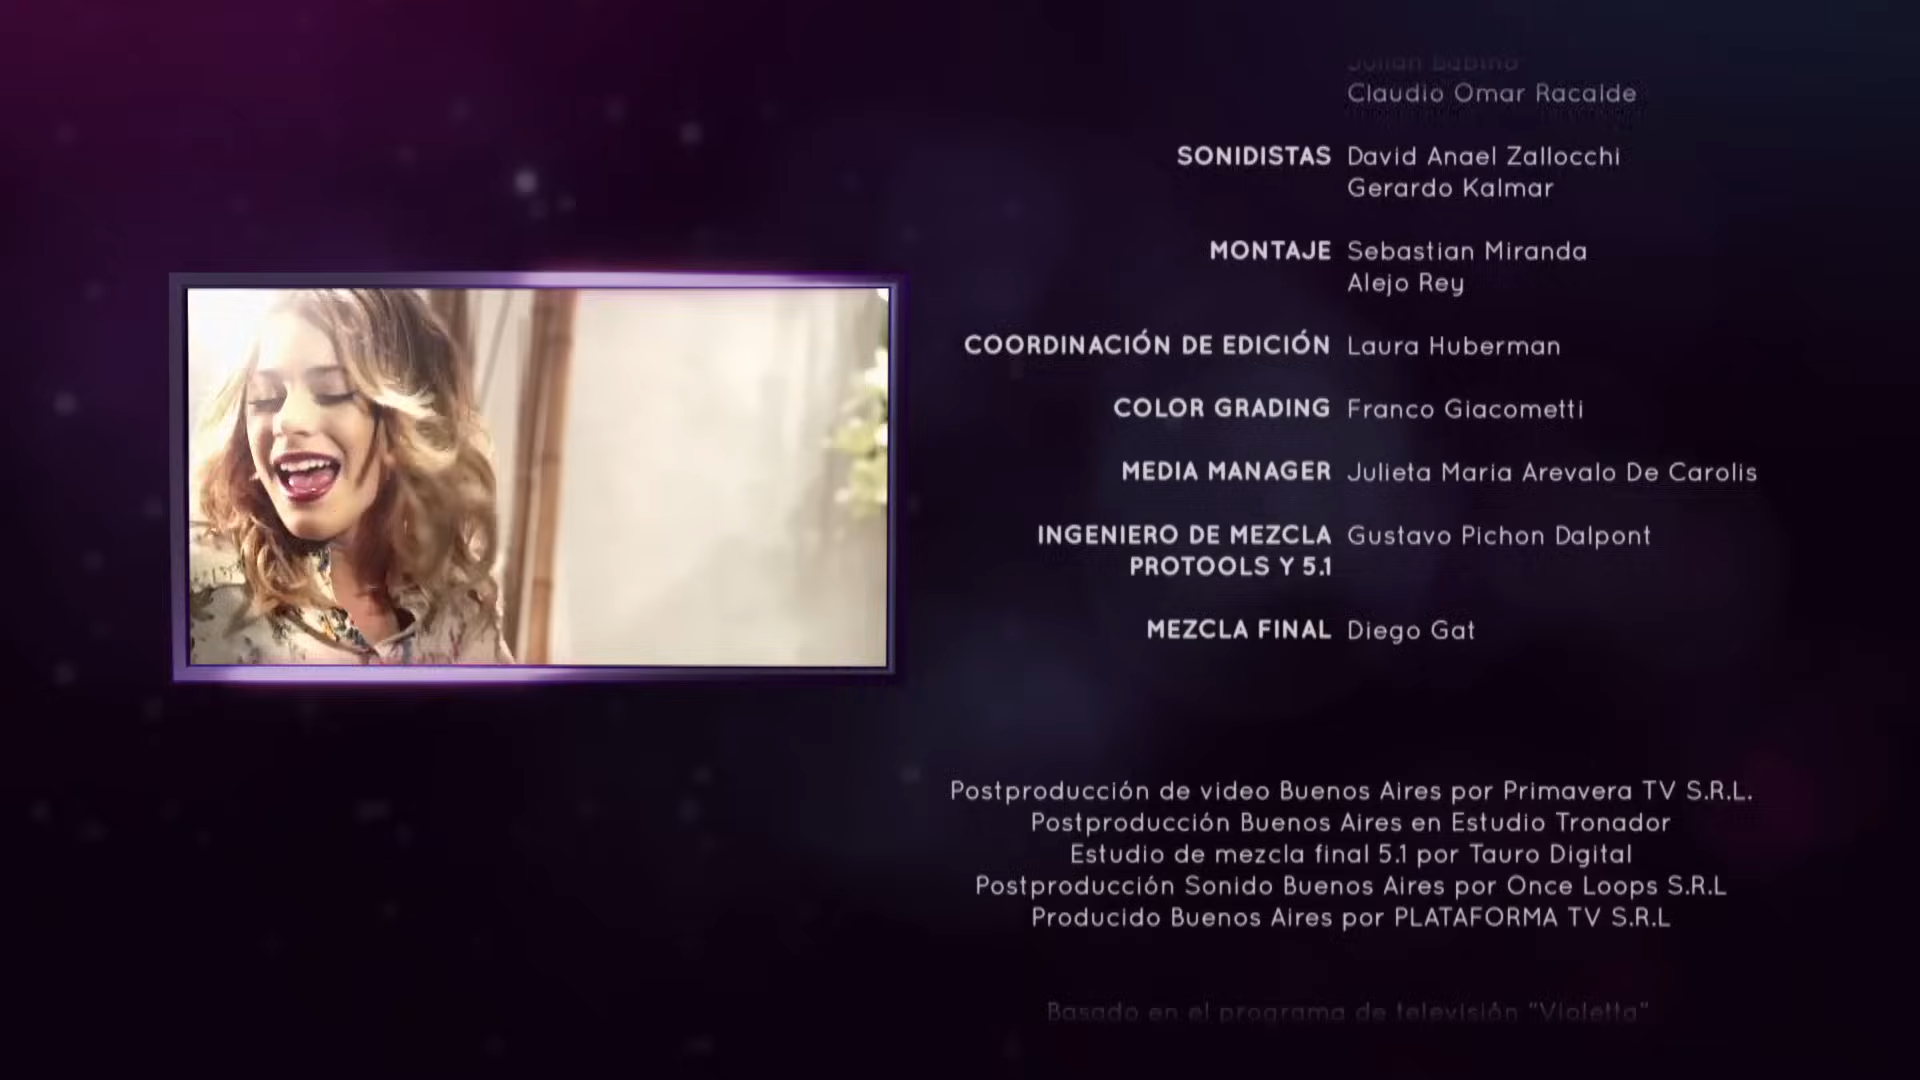 Claudio Omar Racalde
SONIDISTAS David Anael Zallocchi
Gerardo Kalmar
MONTAJE Sebastian Miranda
Alejo Rey
COORDINACIÓN DE EDICIÓN Laura Huberman
COLOR GRADING Franco Giacometti
MEDIA MANAGER Julieta Maria Arevalo De Carolis
INGENIERO DE MEZCLA Gustavo Pichon Dalpont
PROTOOLS Y 5.1
MEZCLA FINAL Diego Gat
Postproducción de video Buenos Aires por Primavera TV S.R.L.
Postproducción Buenos Aires en Estudio Tronador
Estudio de mezcla final 5.1 por Tauro Digital
Postproducción Sonido Buenos Aires por Once Loops S.R.L
Producido Buenos Aires por PLATAFORMA TV S.R.L
Basado en el programa de televisión "Violetta"